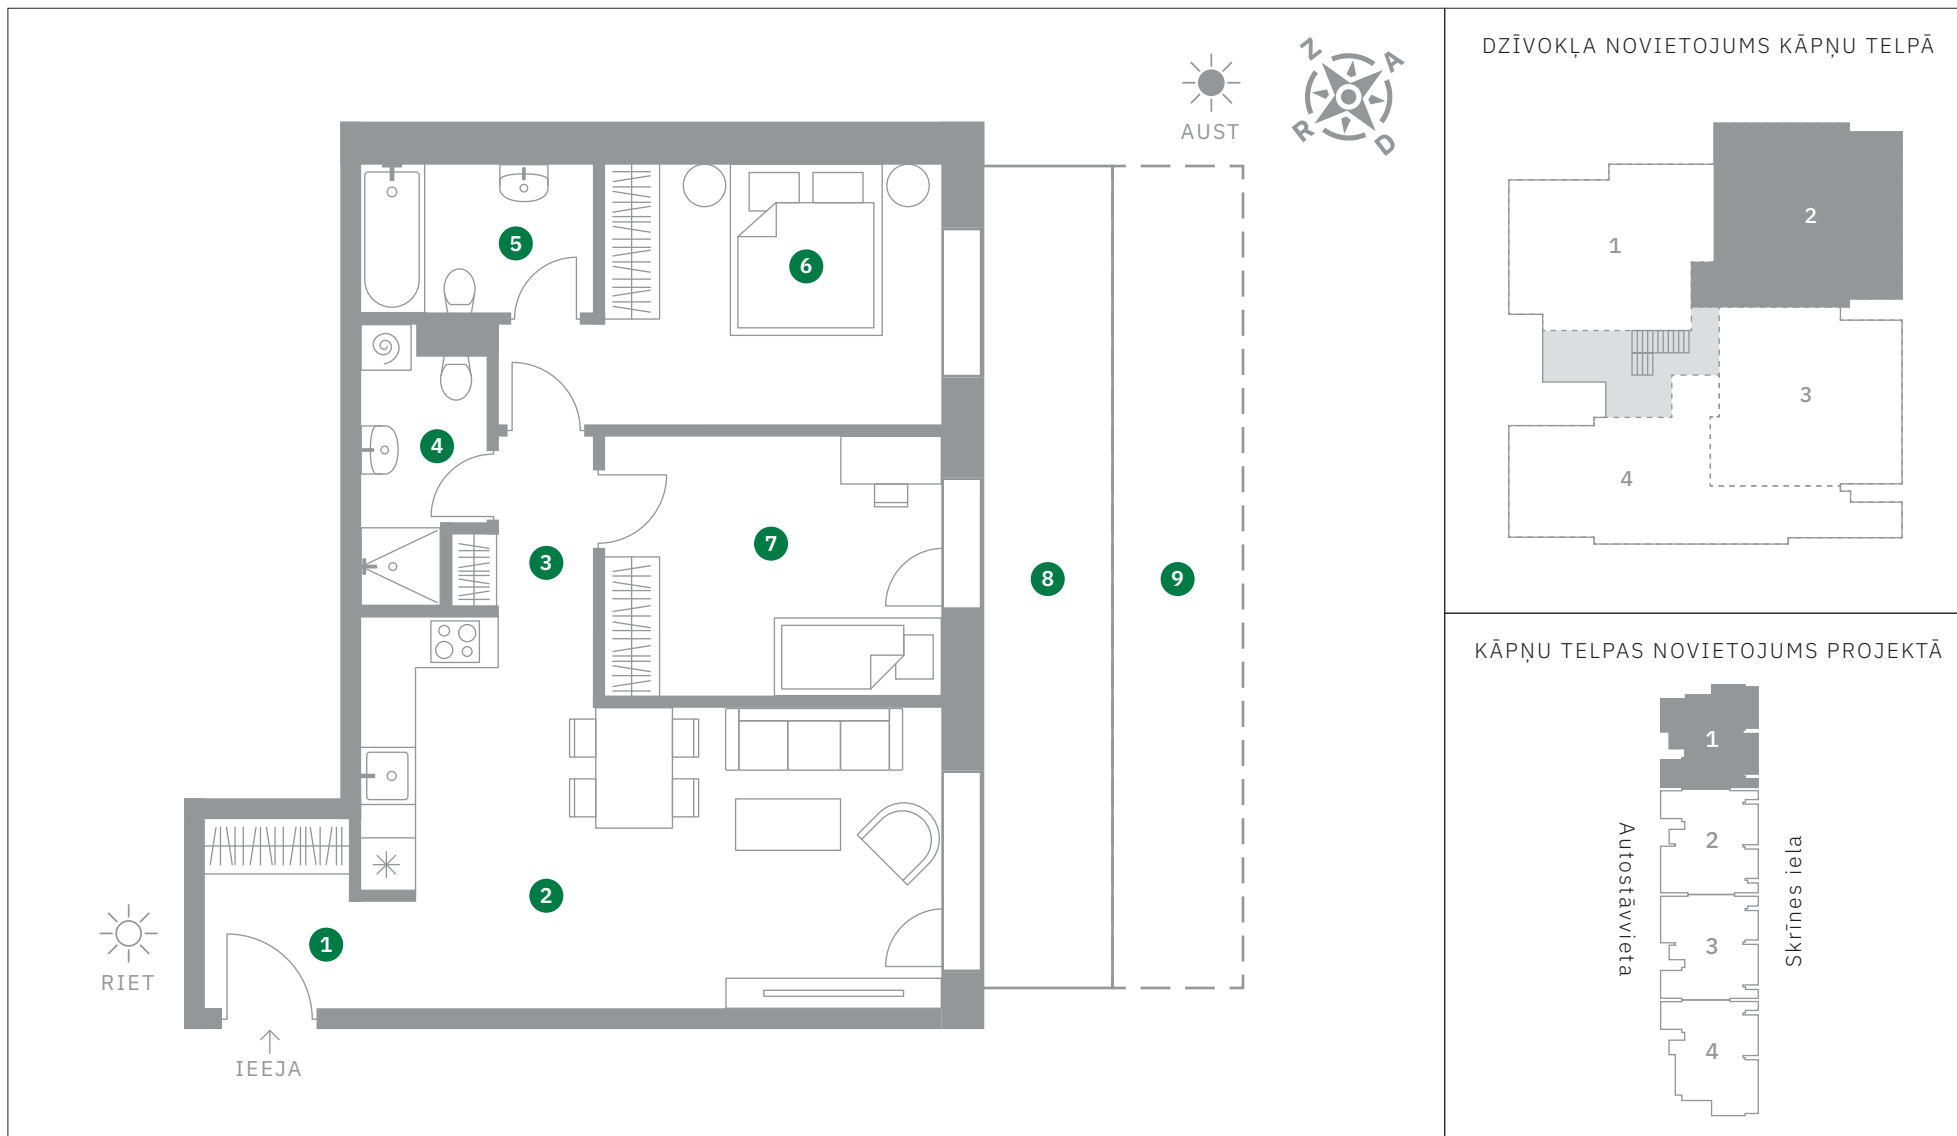 Z
A
R
D
AUST
5
6
4
3
7
8
9
2
1
RIET
IEEJA
DZĪVOKĻA NOVIETOJUMS KĀPŅU TELPĀ
1
2
3
4
KĀPŅU TELPAS NOVIETOJUMS PROJEKTĀ
1
2
3
4
Autostāvvieta
Skrīnes iela